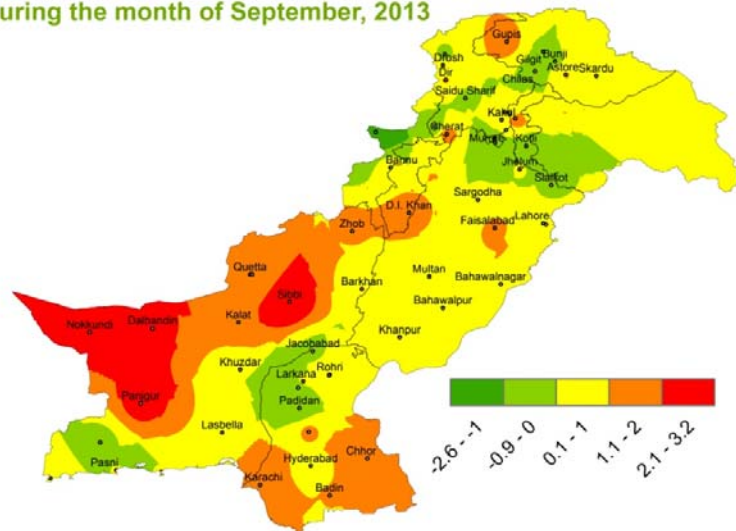 uring the month of September, 2013
Gupis
Drosh
Gilgit
Bunji
Dir
Astore
Skardu
Chilas
Saidu Sharif
Kakul
Cherat
Kotli
Bannu
Jhelum
Sialkot
Sargodha
D.I. Khan
Zhob
Faisalabad
Lahore
Quetta
Multan
Sibbi
Barkhan
Bahawalnagar
Bahawalpur
Nokkundi
Dalbandin
Kalat
Khanpur
Jacobabad
Khuzdar
Larkana
Rohri
Panjgur
Padidan
Lasbella
Hyderabad
Chhor
Pasni
Karachi
Badin
-2.6 - -1
-0.9 - 0
0.1 - 1
1.1 - 2
2.1 - 3.2